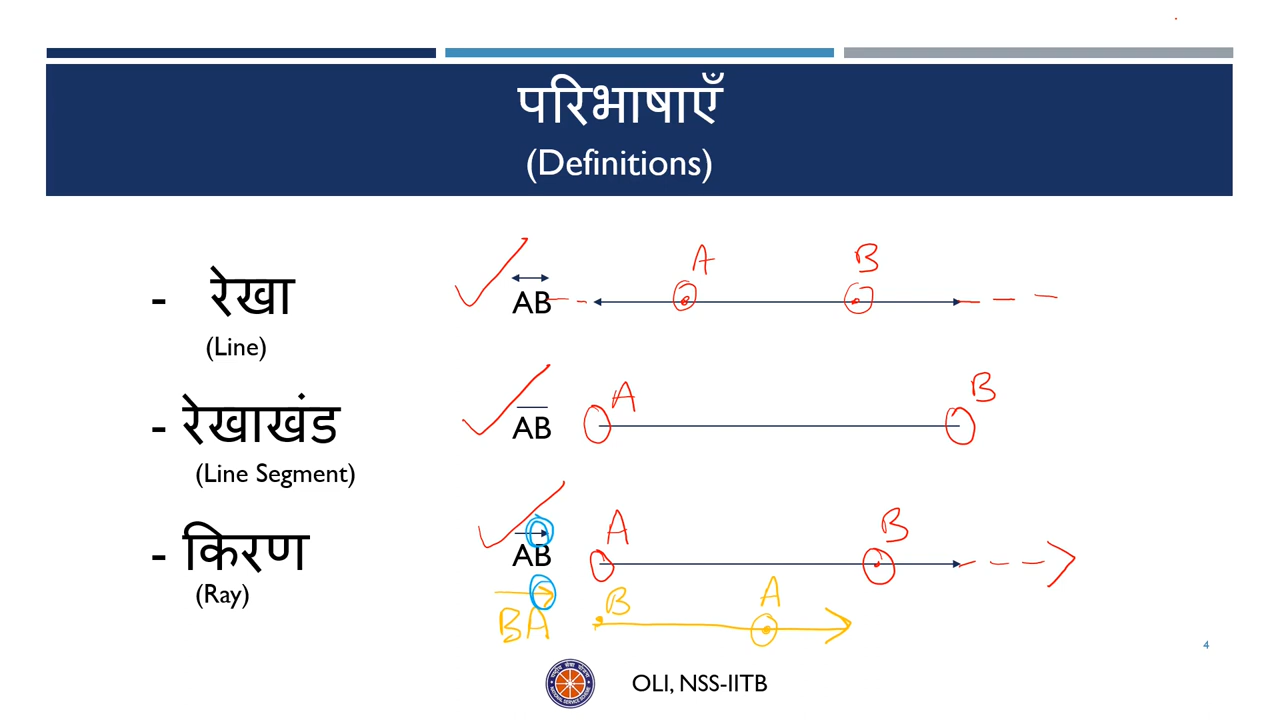 परिभाषाएँ
(Definitions)
- रेखा
(Line)
AB
A B
- रेखाखंड
(Line Segment)
AB
A B
- किरण
(Ray)
AB
A B
BA
B A
4
OLI, NSS-IITB